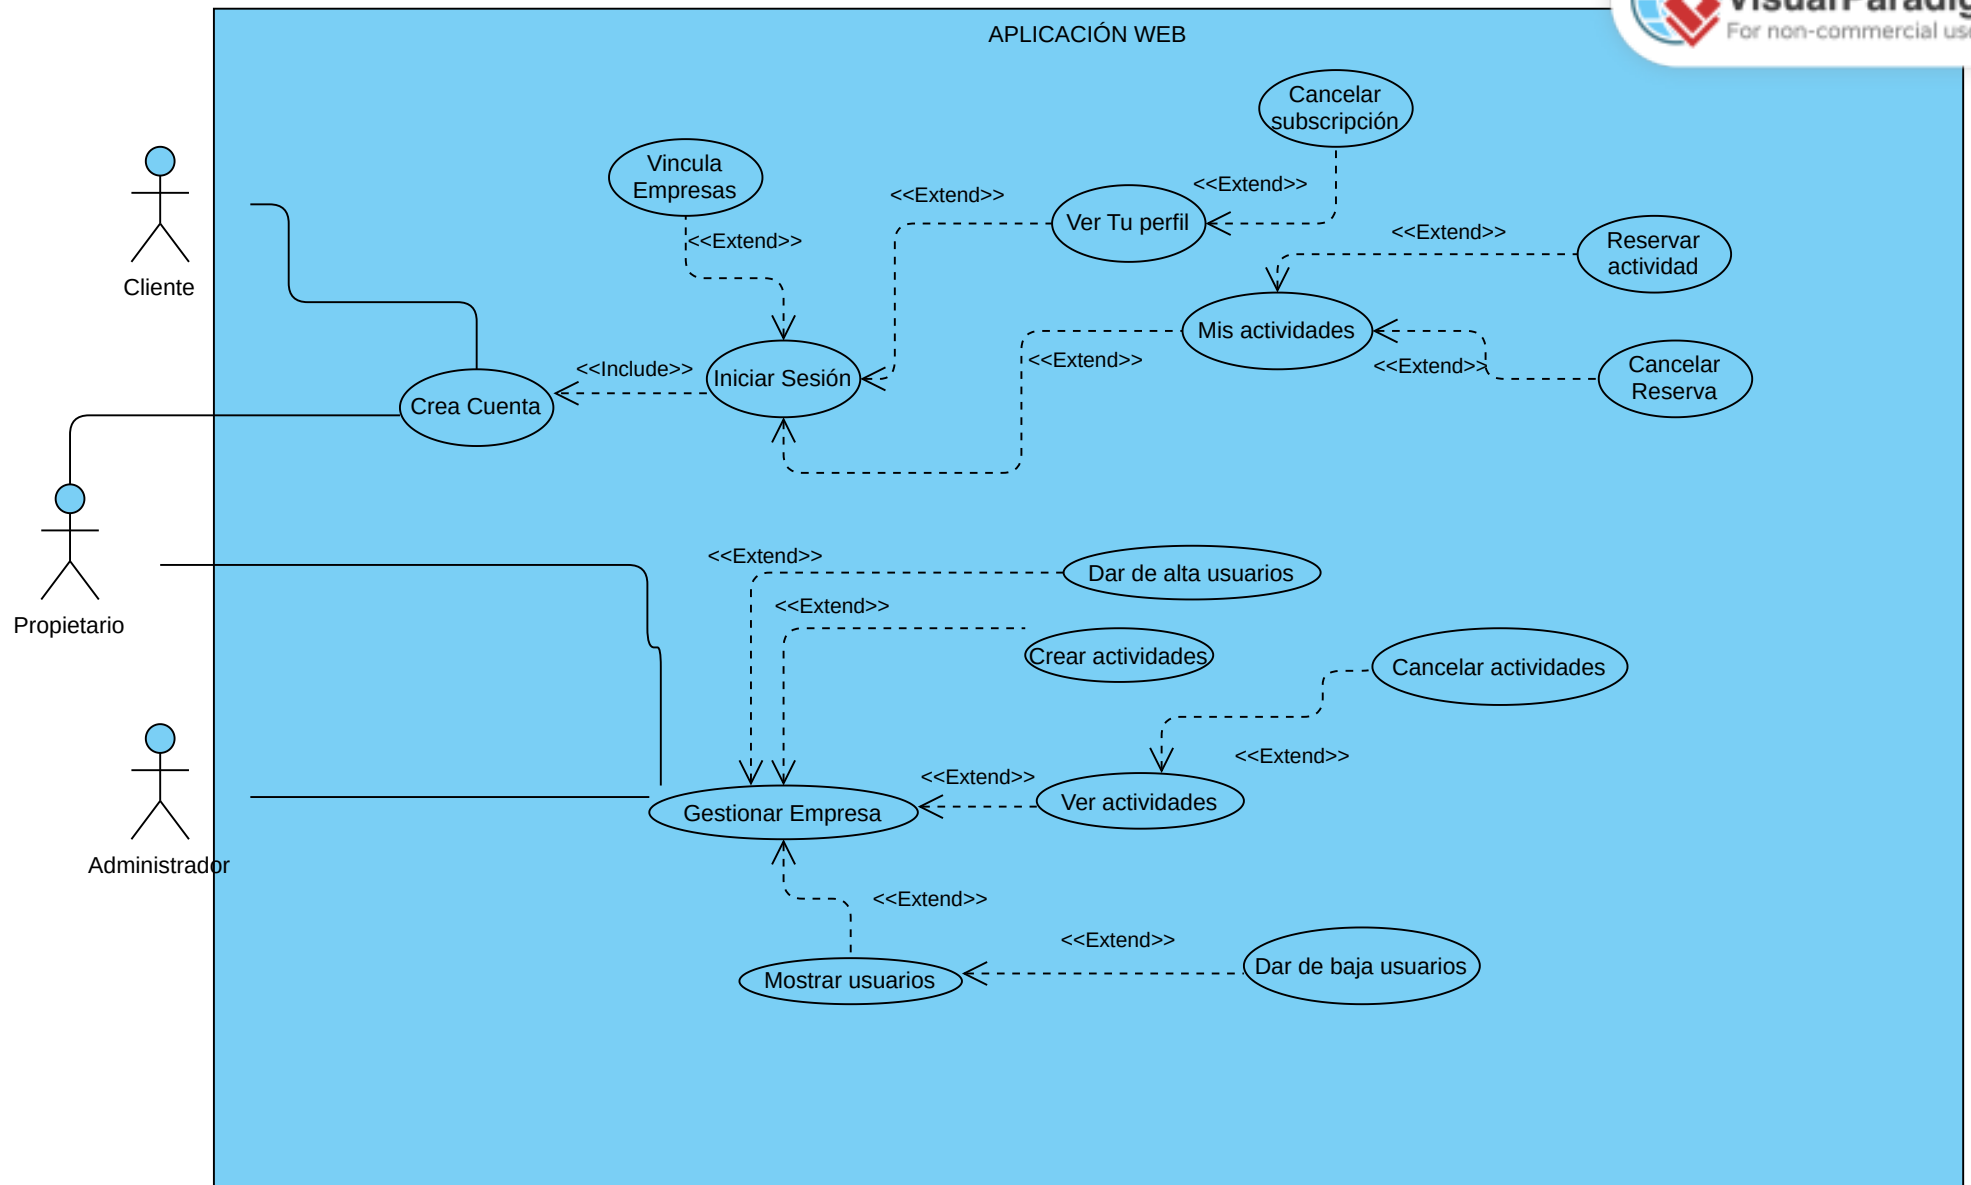 APLICACIÓN WEB
For non-commercial use
Cancelar
subscripción
Vincula
Empresas
<<Extend>>
<<Extend>>
Ver Tu perfil
<<Extend>>
<<Extend>>
Reservar
actividad
Cliente
Mis actividades
<<Extend>>
<<Extend>>
Cancelar
Reserva
<<Include>>
Iniciar Sesión
Crea Cuenta
Propietario
<<Extend>>
Dar de alta usuarios
<<Extend>>
Crear actividades
Cancelar actividades
<<Extend>>
<<Extend>>
Ver actividades
Gestionar Empresa
Administrador
<<Extend>>
<<Extend>>
Mostrar usuarios
Dar de baja usuarios